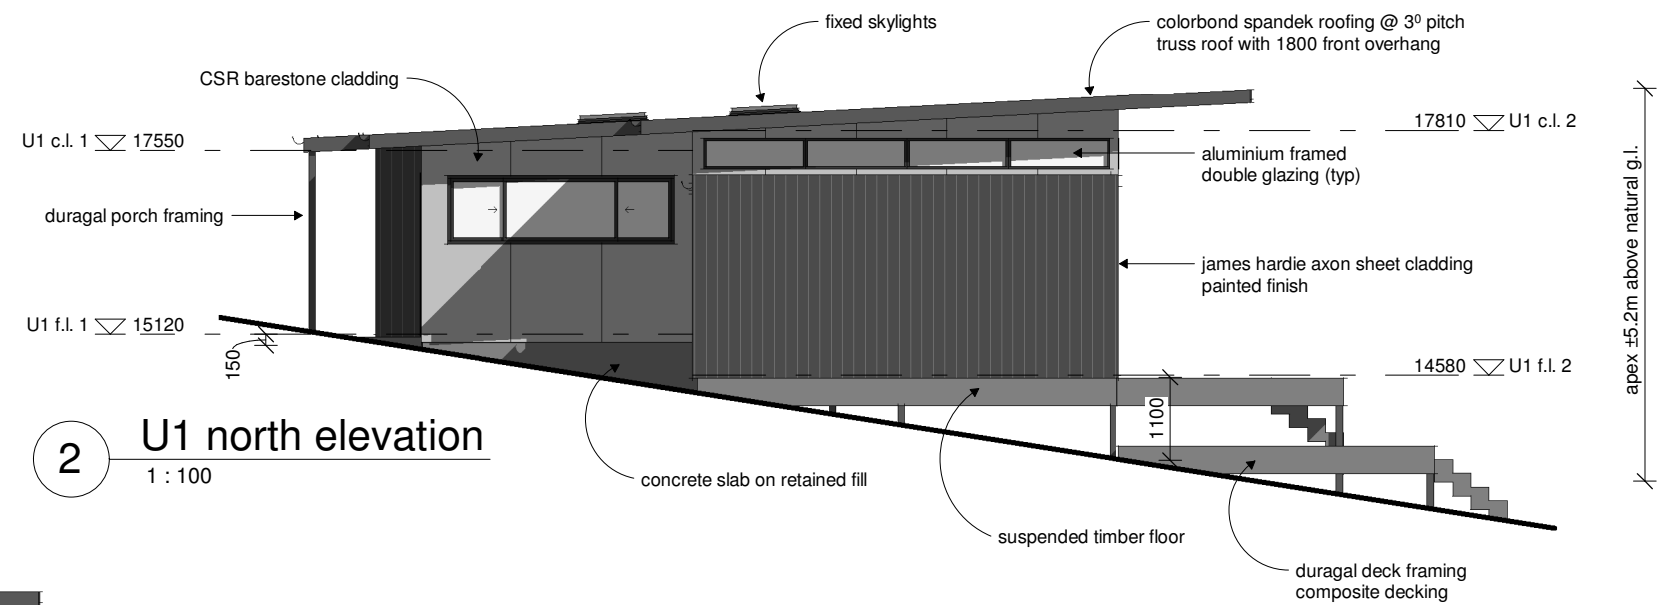 fixed skylights
colorbond spandek roofing @ 3⁰ pitch
truss roof with 1800 front overhang
CSR barestone cladding
U1 c.l. 1 17550
17810 U1 c.l. 2
aluminium framed
double glazing (typ)
duragal porch framing
james hardie axon sheet cladding
painted finish
apex ±5.2m above natural g.l.
U1 f.l. 1 15120
150
14580 U1 f.l. 2
1100
2
U1 north elevation
1 : 100
concrete slab on retained fill
suspended timber floor
duragal deck framing
composite decking